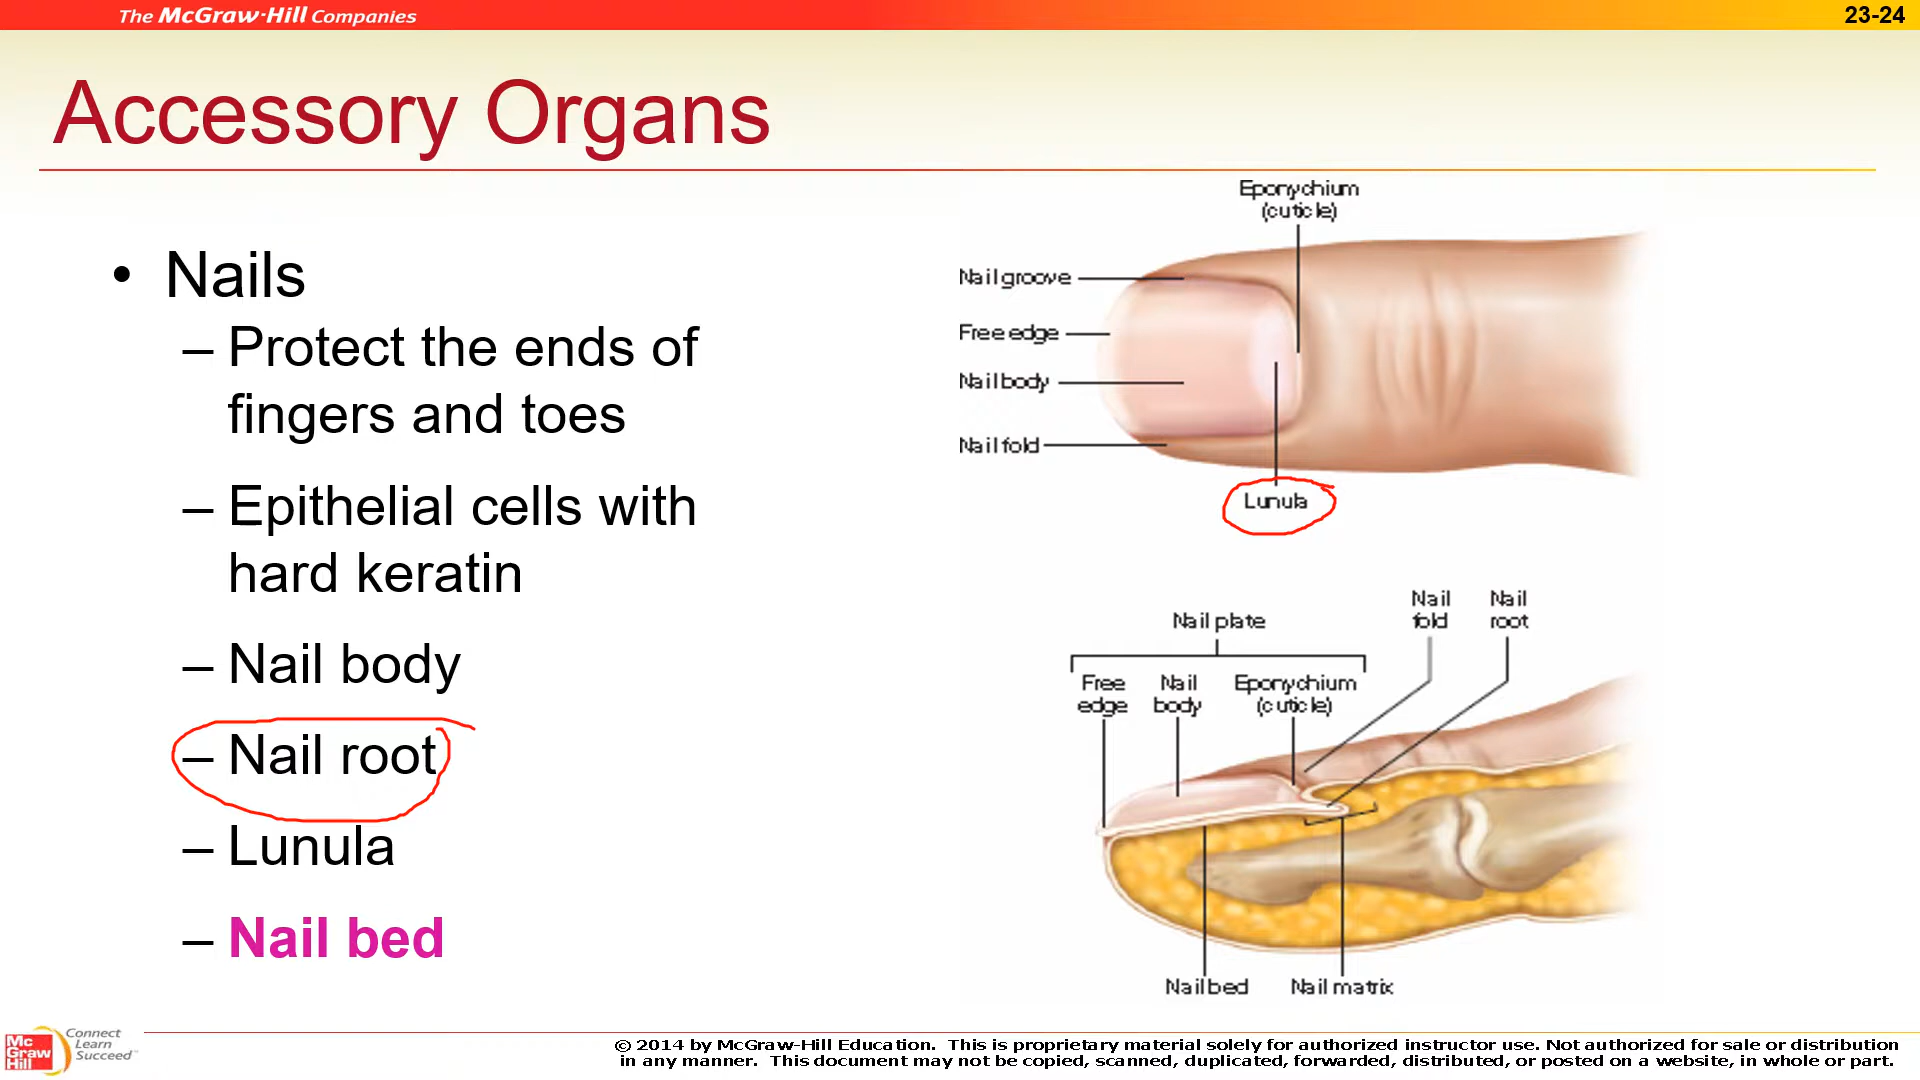 The McGraw-Hill Companies
23-24
Accessory Organs
• Nails
– Protect the ends of
fingers and toes
– Epithelial cells with
hard keratin
– Nail body
– Nail root
– Lunula
– Nail bed
Eponychium
(cuticle)
Nail groove
Free edge
Nail body
Nail fold
Lunula
Nail plate
Nail
fold
Nail
root
Free
edge
Nail
body
Eponychium
(cuticle)
Nail bed
Nail matrix
Mc
Graw
Hill
Connect
Learn
Succeed™
© 2014 by McGraw-Hill Education. This is proprietary material solely for authorized instructor use. Not authorized for sale or distribution
in any manner. This document may not be copied, scanned, duplicated, forwarded, distributed, or posted on a website, in whole or part.